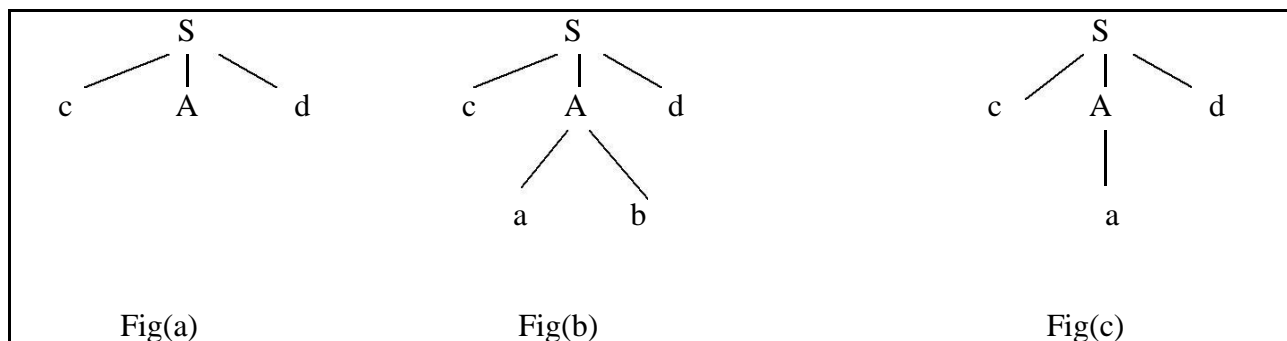 S S S
c A d c A d c A d
a b a
Fig(a) Fig(b) Fig(c)